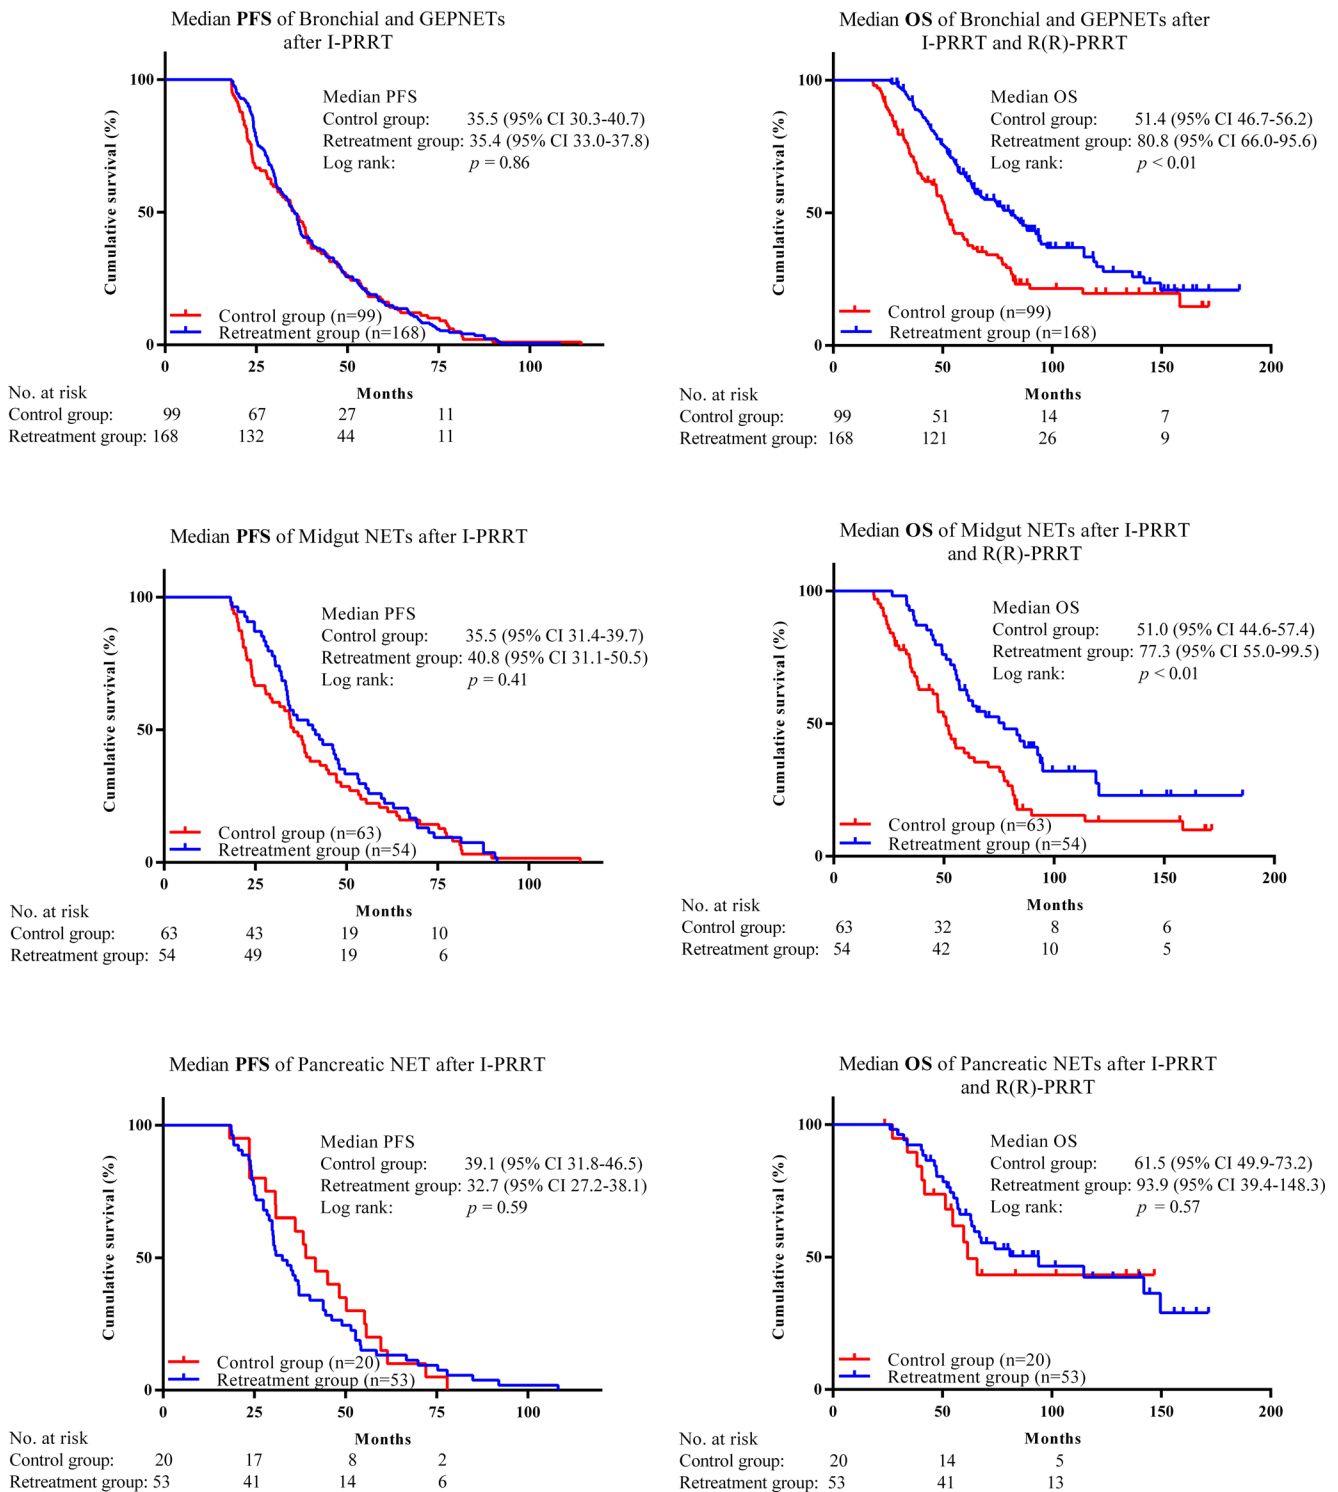 Median PFS of Bronchial and GEPNETs
after I-PRRT
Cumulative survival (%)
100
50
0
Median PFS
Control group: 35.5 (95% CI 30.3-40.7)
Retreatment group: 35.4 (95% CI 33.0-37.8)
Log rank: p = 0.86
Control group (n=99)
Retreatment group (n=168)
0 25 50 75 100
Months
No. at risk
Control group: 99 67 27 11
Retreatment group: 168 132 44 11
Median OS of Bronchial and GEPNETs after
I-PRRT and R(R)-PRRT
Cumulative survival (%)
100
50
0
Median OS
Control group: 51.4 (95% CI 46.7-56.2)
Retreatment group: 80.8 (95% CI 66.0-95.6)
Log rank: p < 0.01
Control group (n=99)
Retreatment group (n=168)
0 50 100 150 200
Months
No. at risk
Control group: 99 51 14 7
Retreatment group: 168 121 26 9
Median PFS of Midgut NETs after I-PRRT
Cumulative survival (%)
100
50
0
Median PFS
Control group: 35.5 (95% CI 31.4-39.7)
Retreatment group: 40.8 (95% CI 31.1-50.5)
Log rank: p = 0.41
Control group (n=63)
Retreatment group (n=54)
0 25 50 75 100
Months
No. at risk
Control group: 63 43 19 10
Retreatment group: 54 49 19 6
Median OS of Midgut NETs after I-PRRT
and R(R)-PRRT
Cumulative survival (%)
100
50
0
Median OS
Control group: 51.0 (95% CI 44.6-57.4)
Retreatment group: 77.3 (95% CI 55.0-99.5)
Log rank: p < 0.01
Control group (n=63)
Retreatment group (n=54)
0 50 100 150 200
Months
No. at risk
Control group: 63 32 8 6
Retreatment group: 54 42 10 5
Median PFS of Pancreatic NET after I-PRRT
Cumulative survival (%)
100
50
0
Median PFS
Control group: 39.1 (95% CI 31.8-46.5)
Retreatment group: 32.7 (95% CI 27.2-38.1)
Log rank: p = 0.59
Control group (n=20)
Retreatment group (n=53)
0 25 50 75 100
Months
No. at risk
Control group: 20 17 8 2
Retreatment group: 53 41 14 6
Median OS of Pancreatic NETs after I-PRRT
and R(R)-PRRT
Cumulative survival (%)
100
50
0
Median OS
Control group: 61.5 (95% CI 49.9-73.2)
Retreatment group: 93.9 (95% CI 39.4-148.3)
Log rank: p = 0.57
Control group (n=20)
Retreatment group (n=53)
0 50 100 150 200
Months
No. at risk
Control group: 20 14 5
Retreatment group: 53 41 13